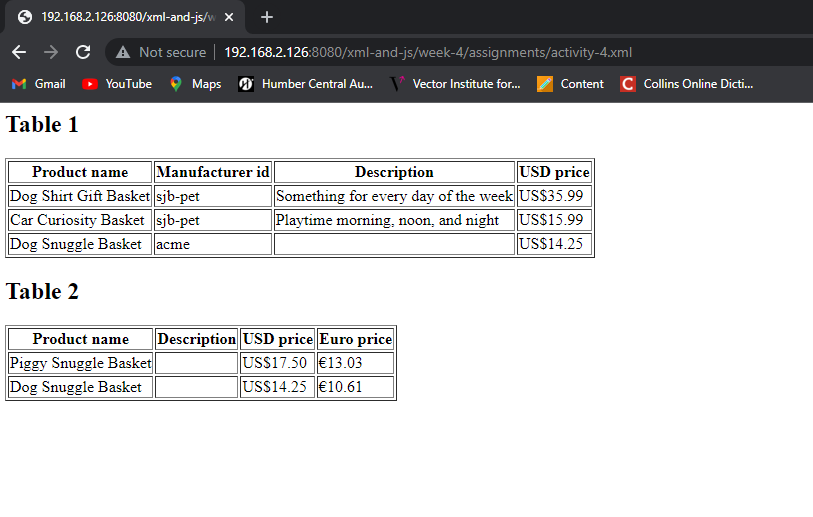 192.168.2.126:8080/xml-and-js/w
Not secure 192.168.2.126:8080/xml-and-js/week-4/assignments/activity-4.xml
Gmail YouTube Maps Humber Central Au... Vector Institute for... Content Collins Online Dicti...
Table 1
Product name Manufacturer id Description USD price
Dog Shirt Gift Basket sjb-pet Something for every day of the week US$35.99
Car Curiosity Basket sjb-pet Playtime morning, noon, and night US$15.99
Dog Snuggle Basket acme US$14.25
Table 2
Product name Description USD price Euro price
Piggy Snuggle Basket US$17.50 €13.03
Dog Snuggle Basket US$14.25 €10.61